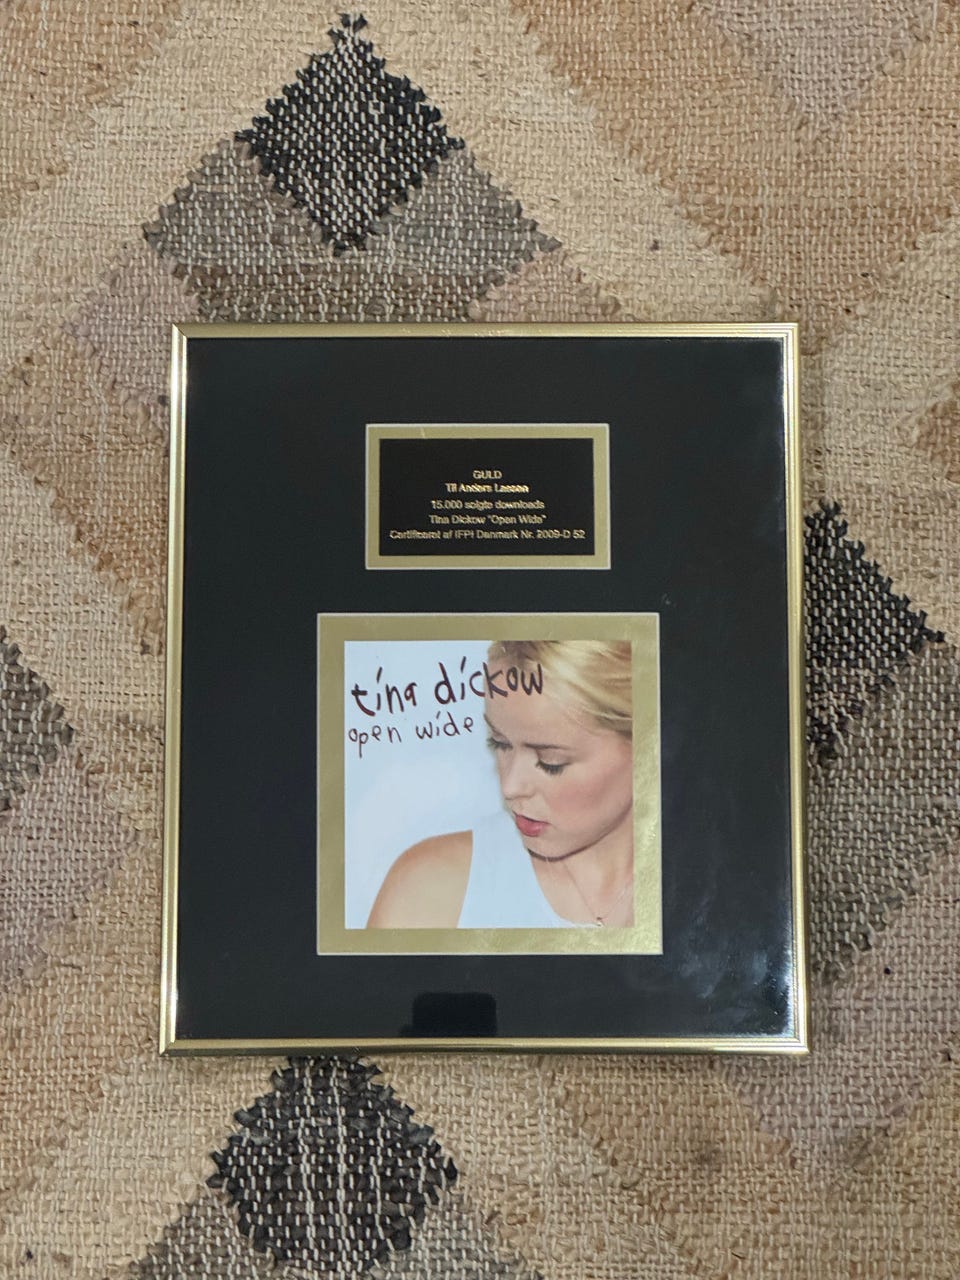 GULD
Til Anders Lassen
15.000 solgte downloads
Tina Dickow "Open Wide"
Certificeret af IFPI Danmark Nr. 2009-D 52
tina dickow
open wide